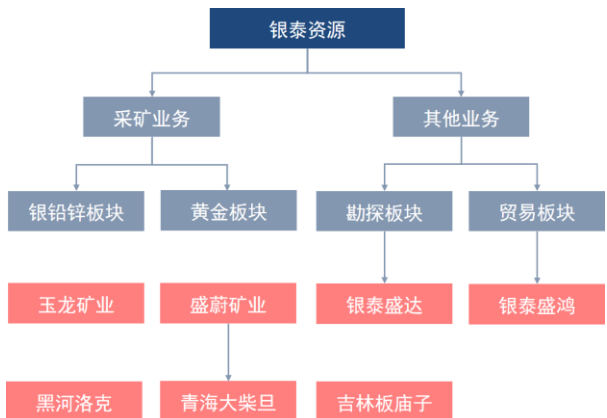 银泰资源
采矿业务
其他业务
银铅锌板块
黄金板块
勘探板块
贸易板块
玉龙矿业
盛蔚矿业
银泰盛达
银泰盛鸿
黑河洛克
青海大柴旦
吉林板庙子